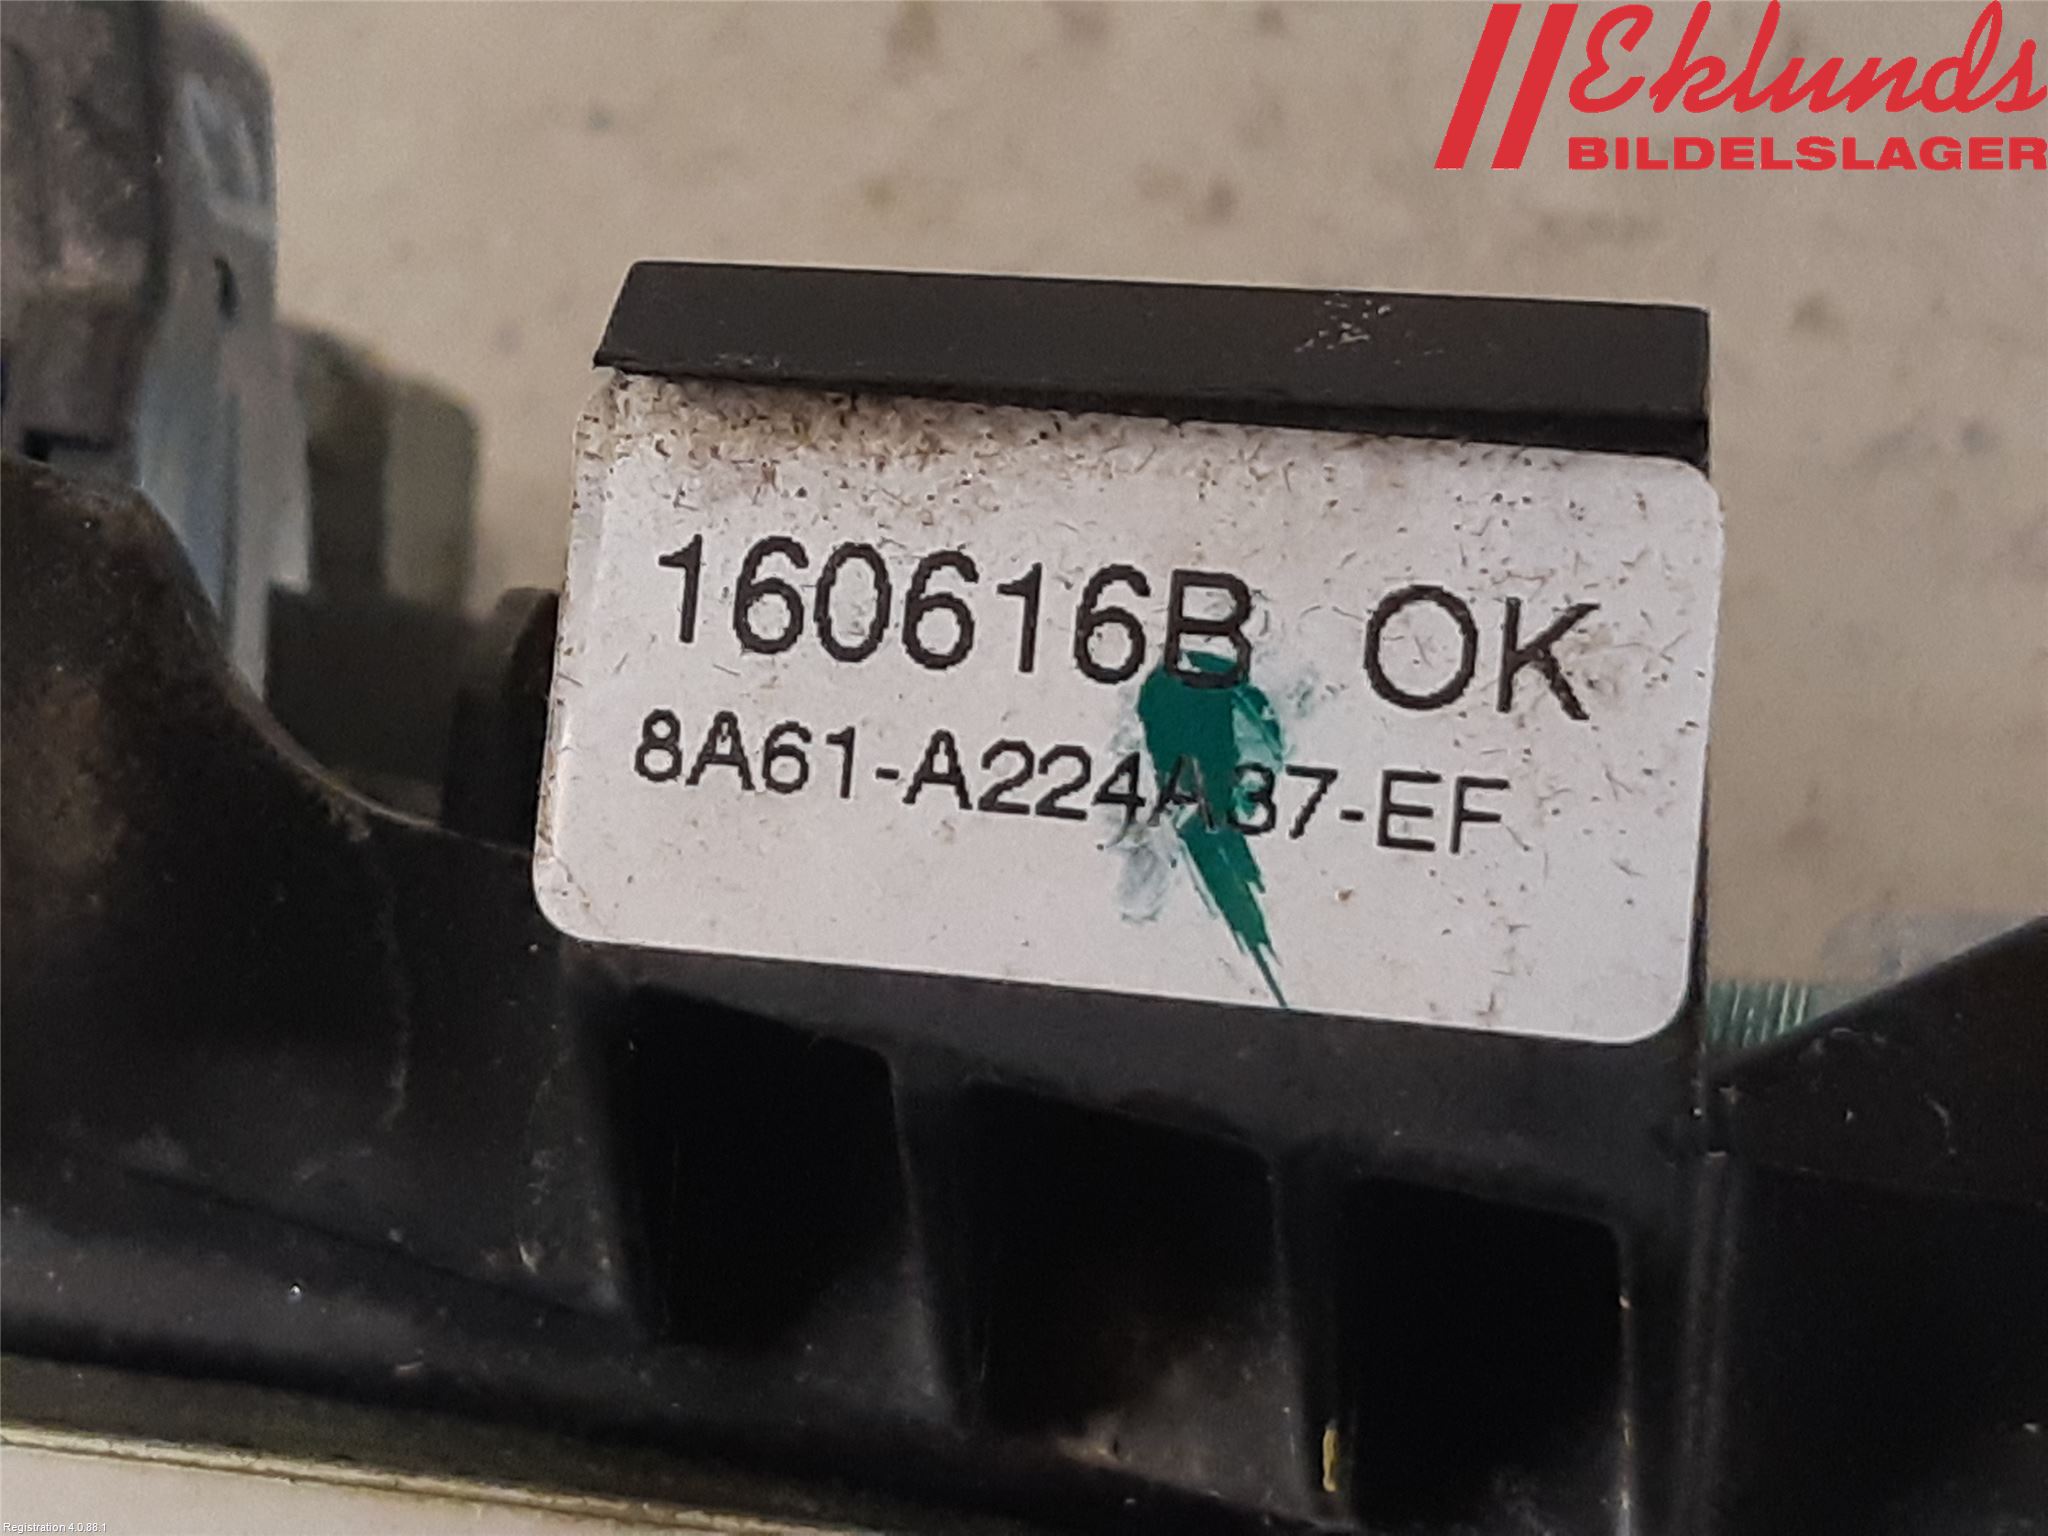 Eklunds
BILDELSLAGER
160616B OK
8A61-A224A37-EF
Registration 4.0.88.1